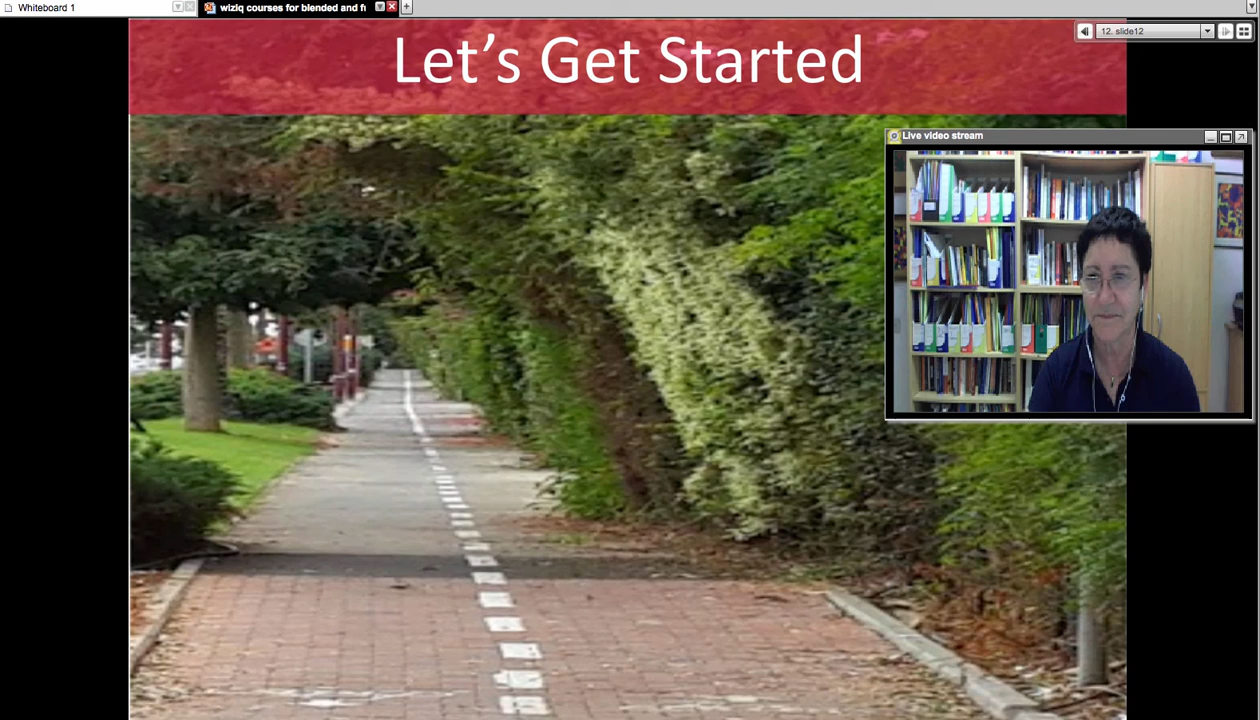 Whiteboard 1
wiziq courses for blended and fu
12. slide12
Let's Get Started
Live video stream